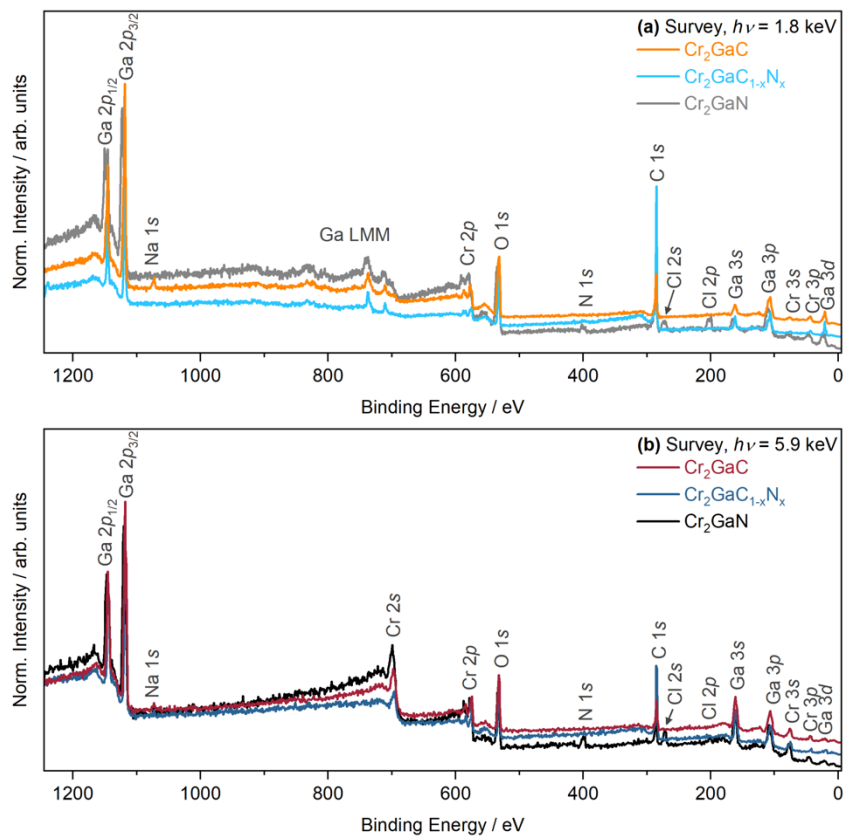 (a) Survey, hν = 1.8 keV
Cr₂GaC
Cr₂GaC₁₋ₓNₓ
Cr₂GaN
Norm. Intensity / arb. units
Ga 2p₁/₂
Ga 2p₃/₂
Na 1s
Ga LMM
Cr 2p
O 1s
N 1s
C 1s
Cl 2s
Cl 2p
Ga 3s
Ga 3p
Cr 3s
Cr 3p
Ga 3d
1200 1000 800 600 400 200 0
Binding Energy / eV
(b) Survey, hν = 5.9 keV
Cr₂GaC
Cr₂GaC₁₋ₓNₓ
Cr₂GaN
Norm. Intensity / arb. units
Ga 2p₁/₂
Ga 2p₃/₂
Na 1s
Cr 2s
Cr 2p
O 1s
N 1s
C 1s
Cl 2s
Cl 2p
Ga 3s
Ga 3p
Cr 3s
Cr 3p
Ga 3d
1200 1000 800 600 400 200 0
Binding Energy / eV